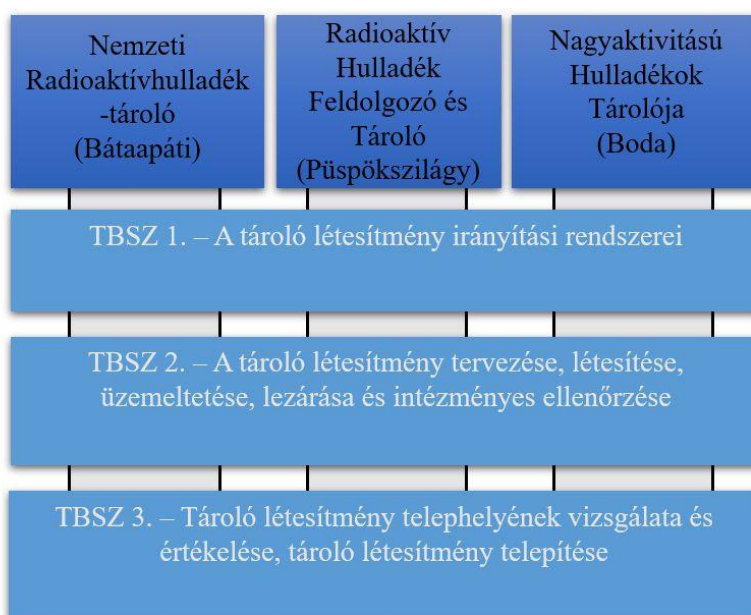 Nemzeti
Radioaktívhulladék
-tároló
(Bátaapáti)
Radioaktív
Hulladék
Feldolgozó és
Tároló
(Püspökszilágy)
Nagyaktivitású
Hulladékok
Tárolója
(Boda)
TBSZ 1. – A tároló létesítmény irányítási rendszerei
TBSZ 2. – A tároló létesítmény tervezése, létesítése,
üzemeltetése, lezárása és intézményes ellenőrzése
TBSZ 3. – Tároló létesítmény telephelyének vizsgálata és
értékelése, tároló létesítmény telepítése